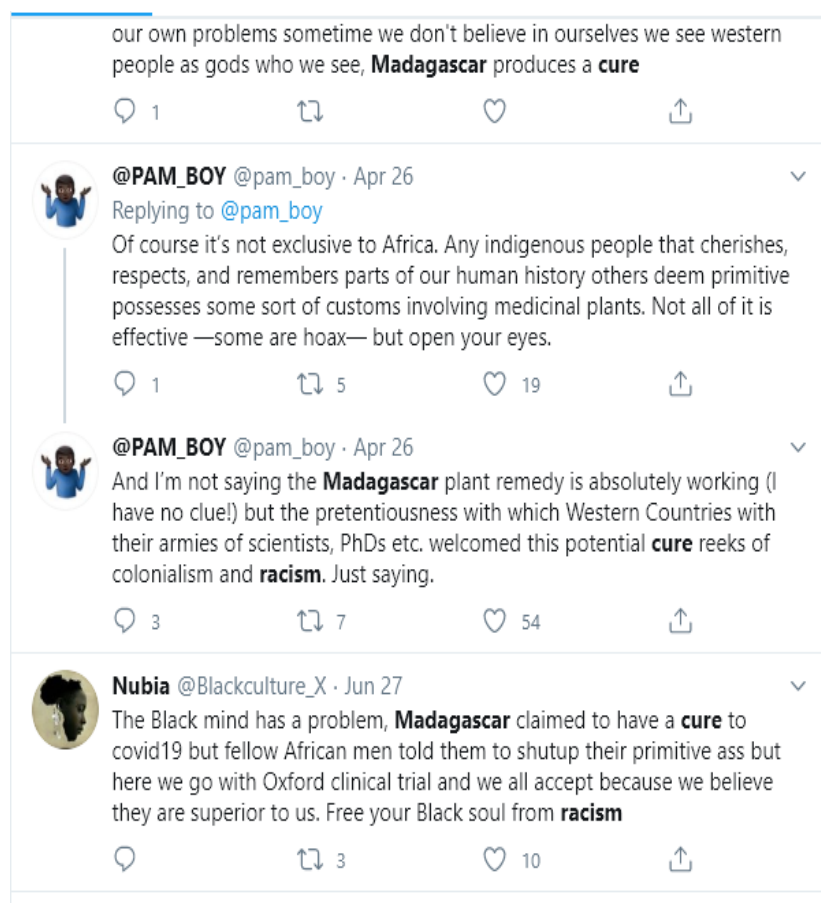 our own problems sometime we don't believe in ourselves we see western
people as gods who we see, Madagascar produces a cure
1
@PAM_BOY @pam_boy · Apr 26
Replying to @pam_boy
Of course it's not exclusive to Africa. Any indigenous people that cherishes,
respects, and remembers parts of our human history others deem primitive
possesses some sort of customs involving medicinal plants. Not all of it is
effective —some are hoax— but open your eyes.
1 5 19
@PAM_BOY @pam_boy · Apr 26
And I'm not saying the Madagascar plant remedy is absolutely working (I
have no clue!) but the pretentiousness with which Western Countries with
their armies of scientists, PhDs etc. welcomed this potential cure reeks of
colonialism and racism. Just saying.
3 7 54
Nubia @Blackculture_X · Jun 27
The Black mind has a problem, Madagascar claimed to have a cure to
covid19 but fellow African men told them to shutup their primitive ass but
here we go with Oxford clinical trial and we all accept because we believe
they are superior to us. Free your Black soul from racism
3 10